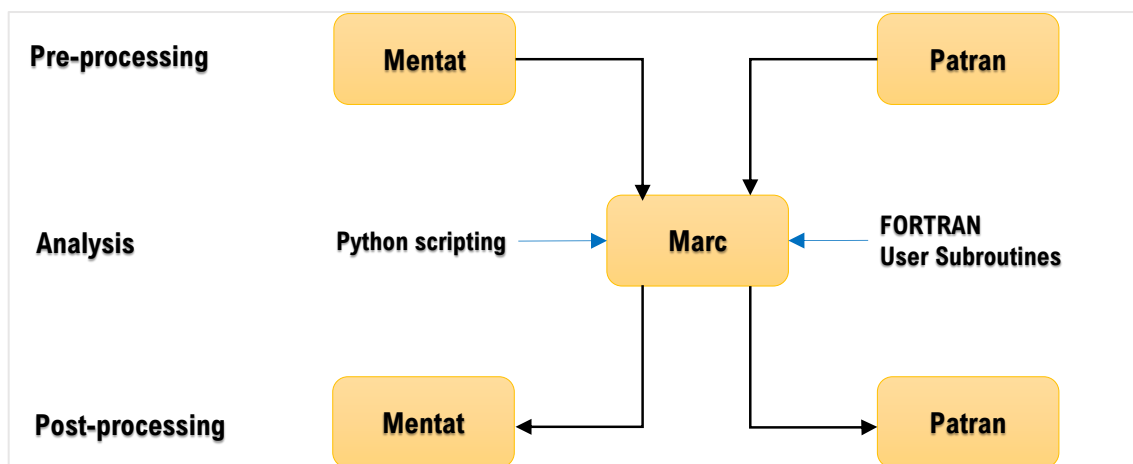 Pre-processing
Mentat
Patran
Analysis
Python scripting
Marc
FORTRAN
User Subroutines
Post-processing
Mentat
Patran